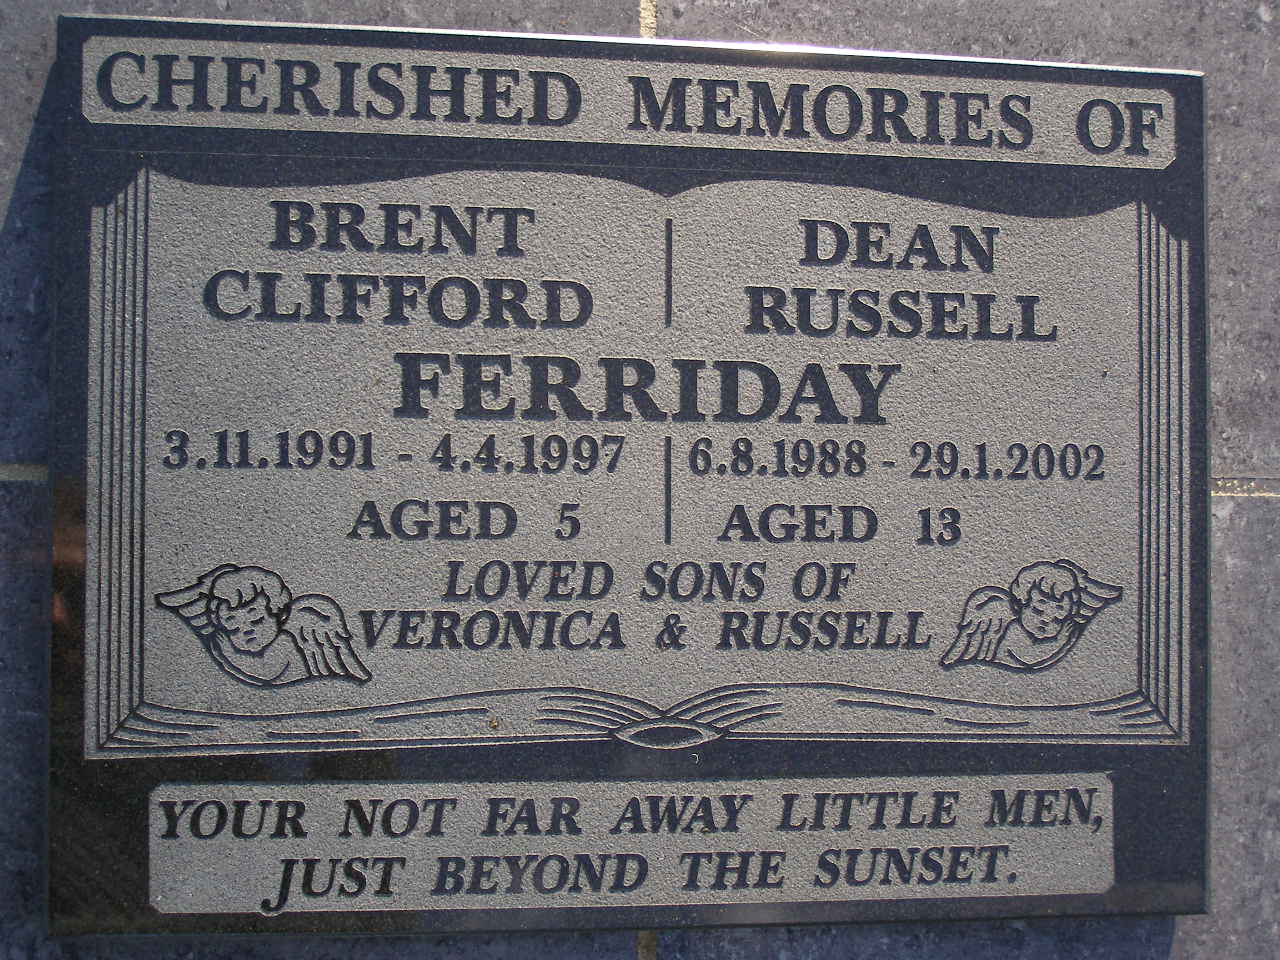 CHERISHED MEMORIES OF
BRENT
CLIFFORD
DEAN
RUSSELL
FERRIDAY
3.11.1991 - 4.4.1997
AGED 5
6.8.1988 - 29.1.2002
AGED 13
LOVED SONS OF
VERONICA & RUSSELL
YOUR NOT FAR AWAY LITTLE MEN,
JUST BEYOND THE SUNSET.